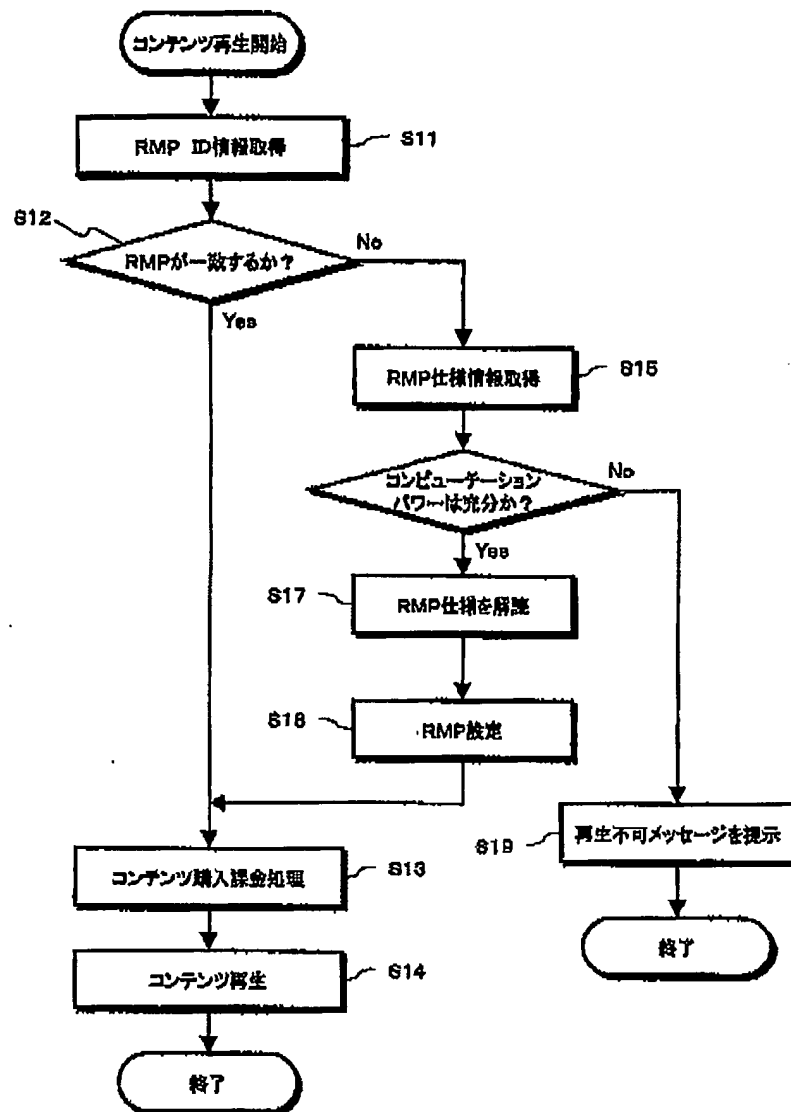 コンテンツ再生開始
RMP ID情報取得
S11
S12
RMPが一致するか？
No
Yes
RMP仕様情報取得
S15
コンピューテーション
パワーは充分か？
No
Yes
S17
RMP仕様を解読
S18
RMP設定
S19
再生不可メッセージを提示
コンテンツ購入課金処理
S13
終了
コンテンツ再生
S14
終了